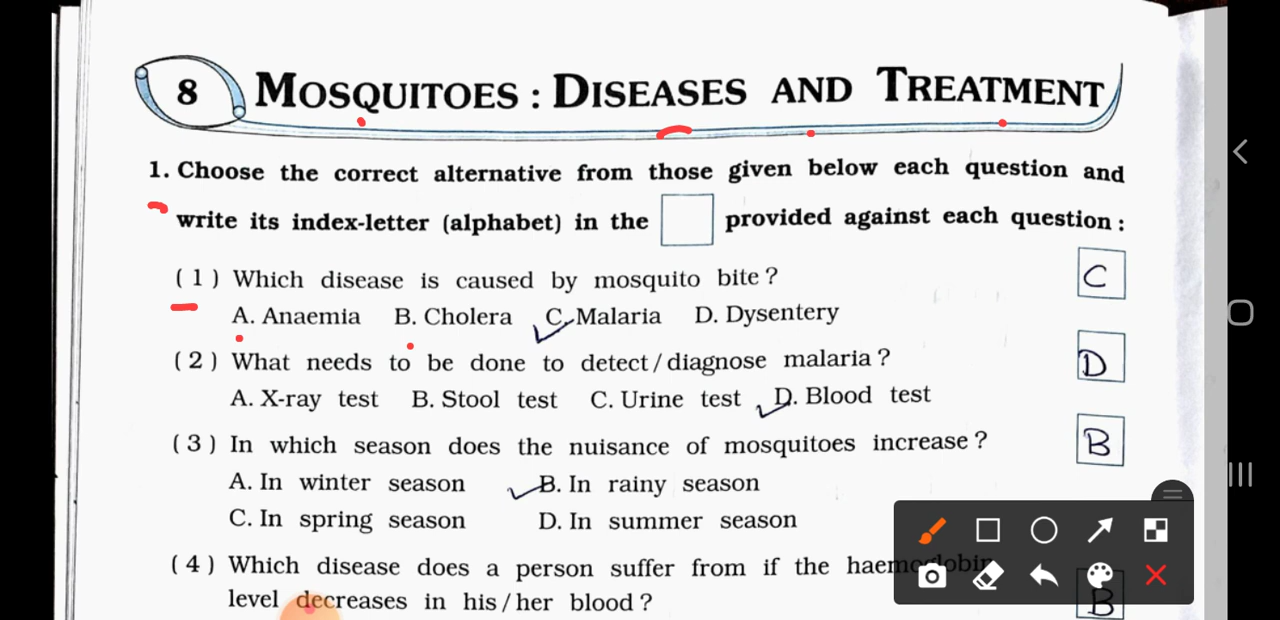 8 MOSQUITOES : DISEASES AND TREATMENT
1. Choose the correct alternative from those given below each question and
write its index-letter (alphabet) in the provided against each question :
(1) Which disease is caused by mosquito bite? C
A. Anaemia B. Cholera C. Malaria D. Dysentery
(2) What needs to be done to detect/diagnose malaria? D
A. X-ray test B. Stool test C. Urine test D. Blood test
(3) In which season does the nuisance of mosquitoes increase? B
A. In winter season B. In rainy season
C. In spring season D. In summer season
(4) Which disease does a person suffer from if the haemoglobin
level decreases in his/her blood? B